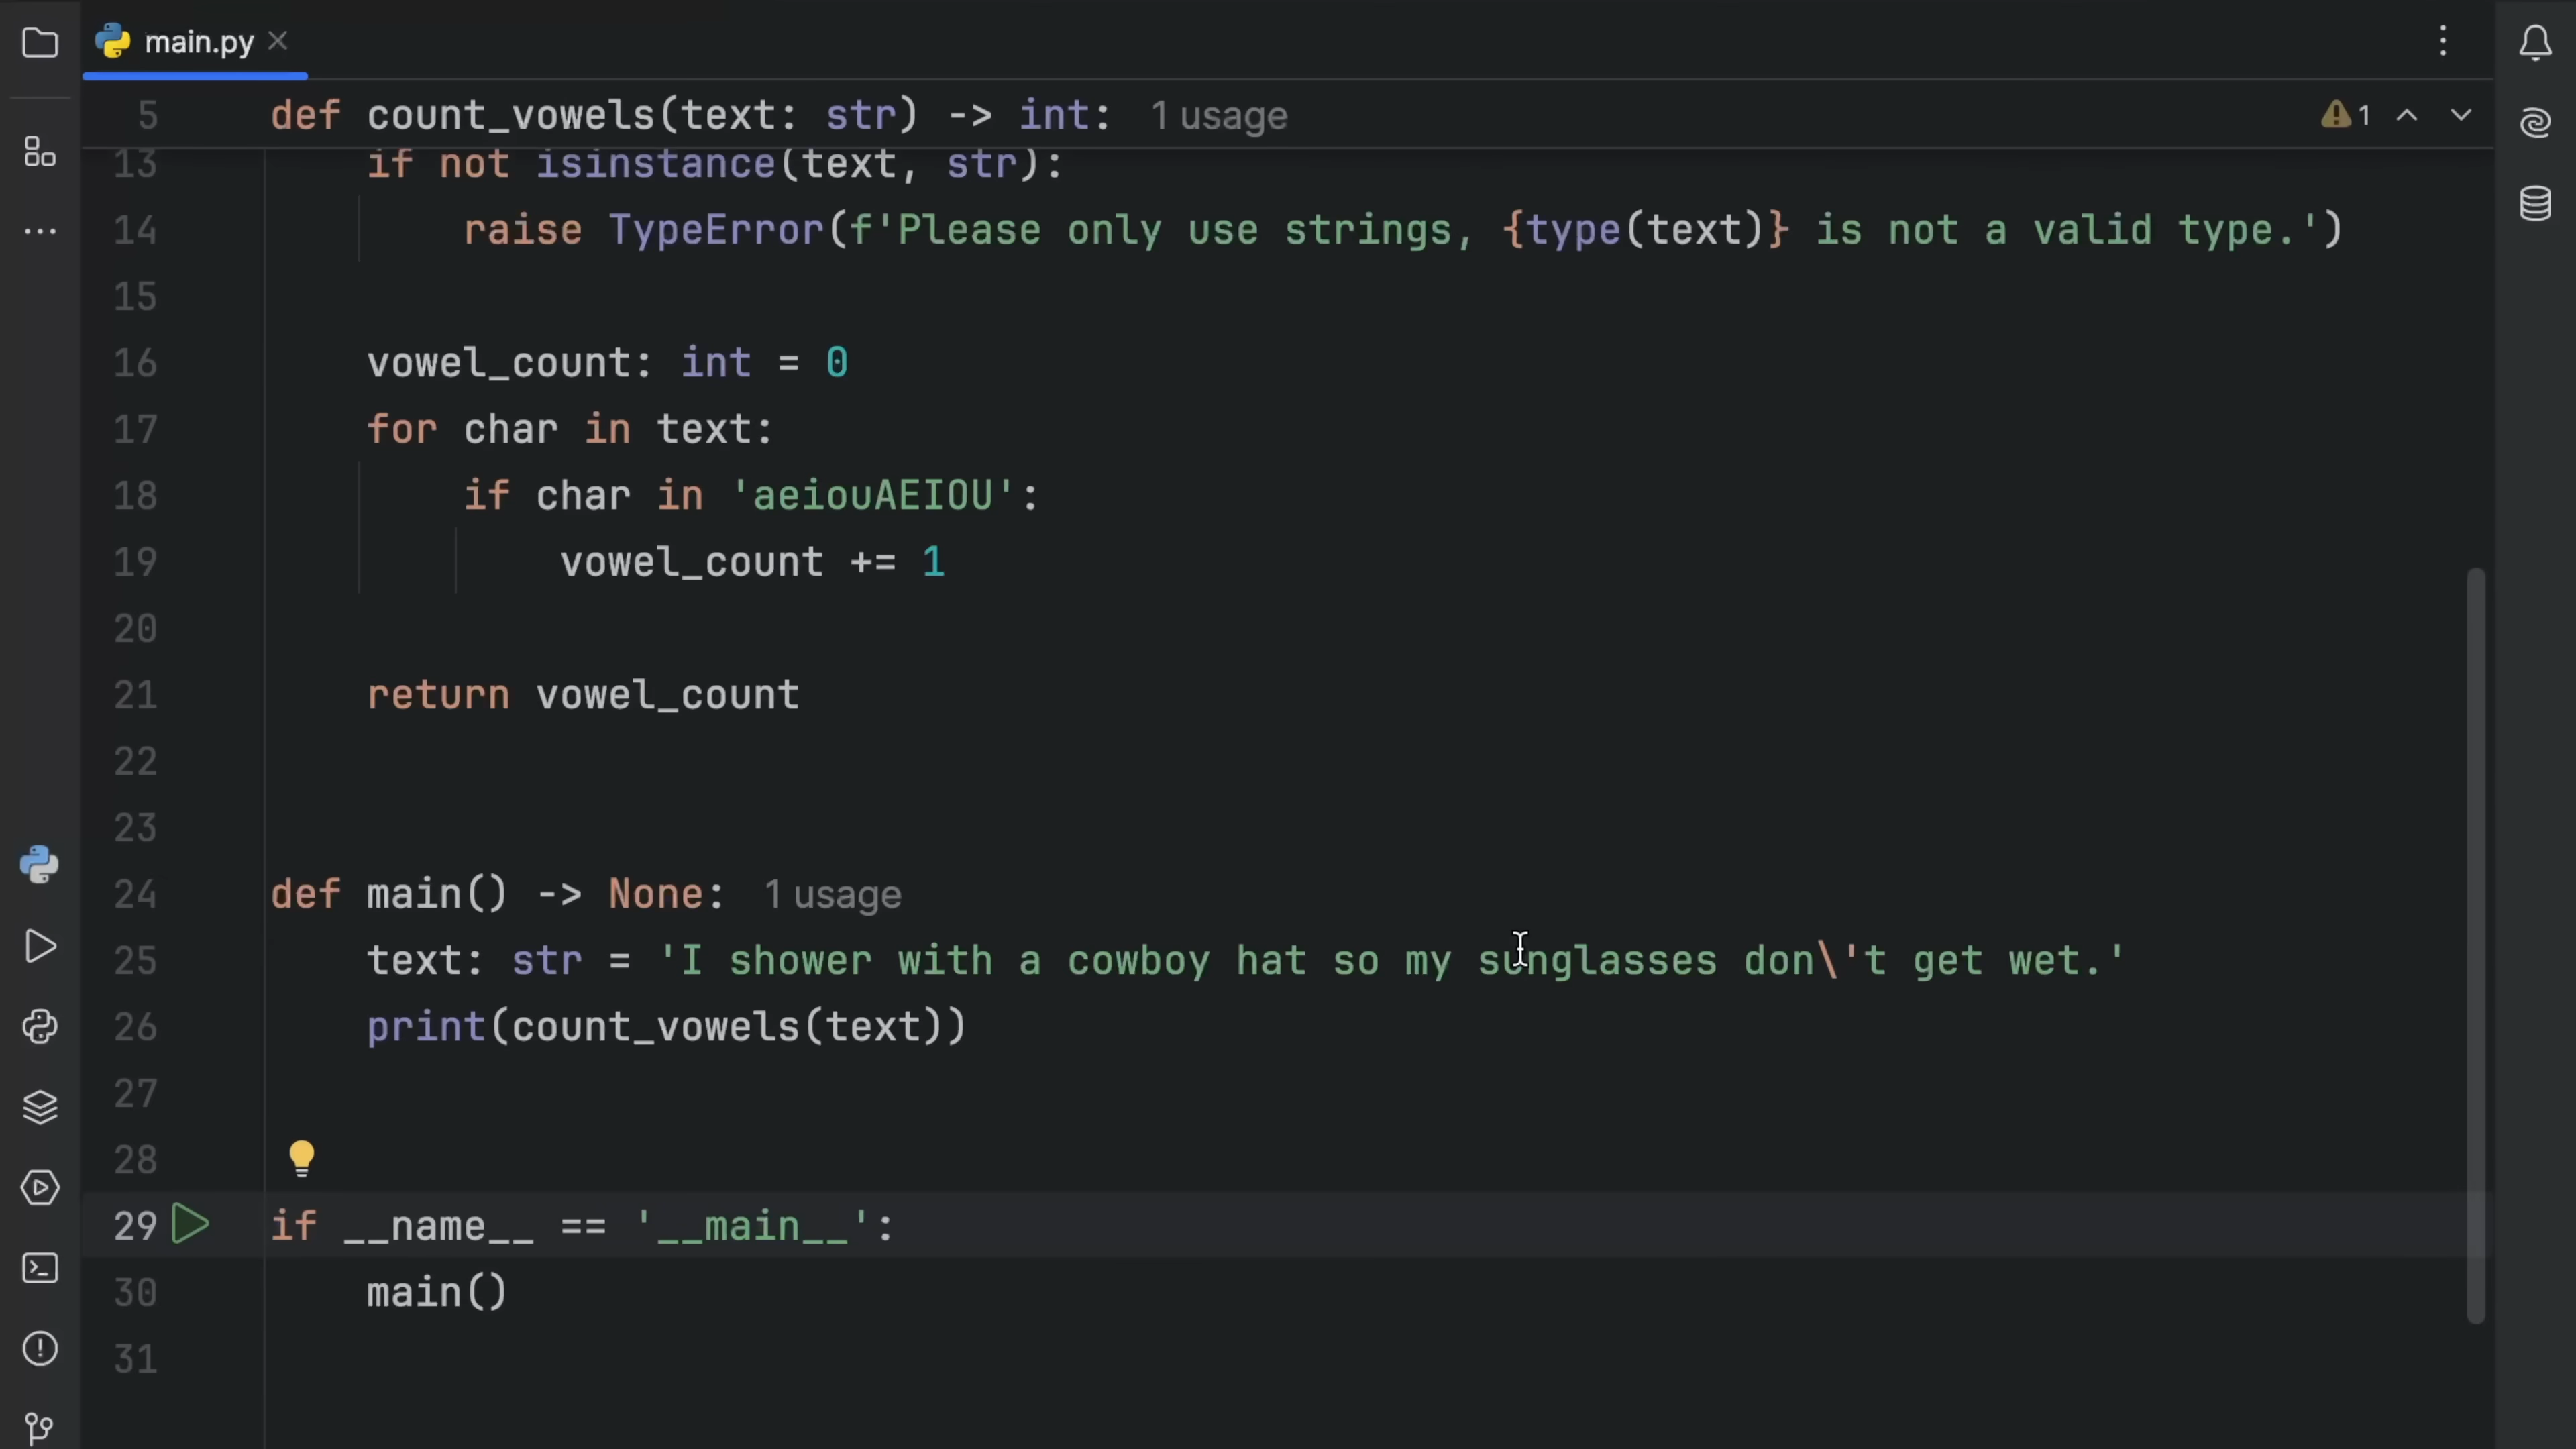 main.py
5 def count_vowels(text: str) -> int: 1 usage
1
13 if not isinstance(text, str):
14 raise TypeError(f'Please only use strings, {type(text)} is not a valid type.')
15
16 vowel_count: int = 0
17 for char in text:
18 if char in 'aeiouAEIOU':
19 vowel_count += 1
20
21 return vowel_count
22
23
24 def main() -> None: 1 usage
25 text: str = 'I shower with a cowboy hat so my sunglasses don\'t get wet.'
26 print(count_vowels(text))
27
28
29 if __name__ == '__main__':
30 main()
31